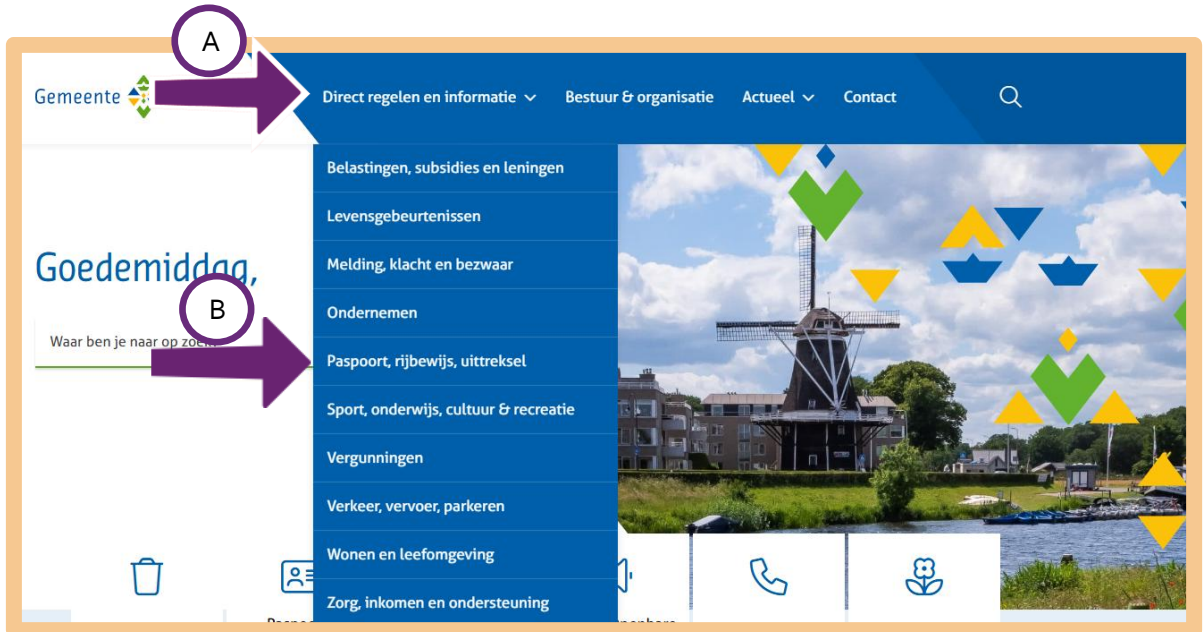 A
Gemeente
Direct regelen en informatie
Bestuur & organisatie
Actueel
Contact
Belastingen, subsidies en leningen
Levensgebeurtenissen
Melding, klacht en bezwaar
Goedemiddag,
B
Ondernemen
Waar ben je naar op
Paspoort, rijbewijs, uittreksel
Sport, onderwijs, cultuur & recreatie
Vergunningen
Verkeer, vervoer, parkeren
Wonen en leefomgeving
Zorg, inkomen en ondersteuning